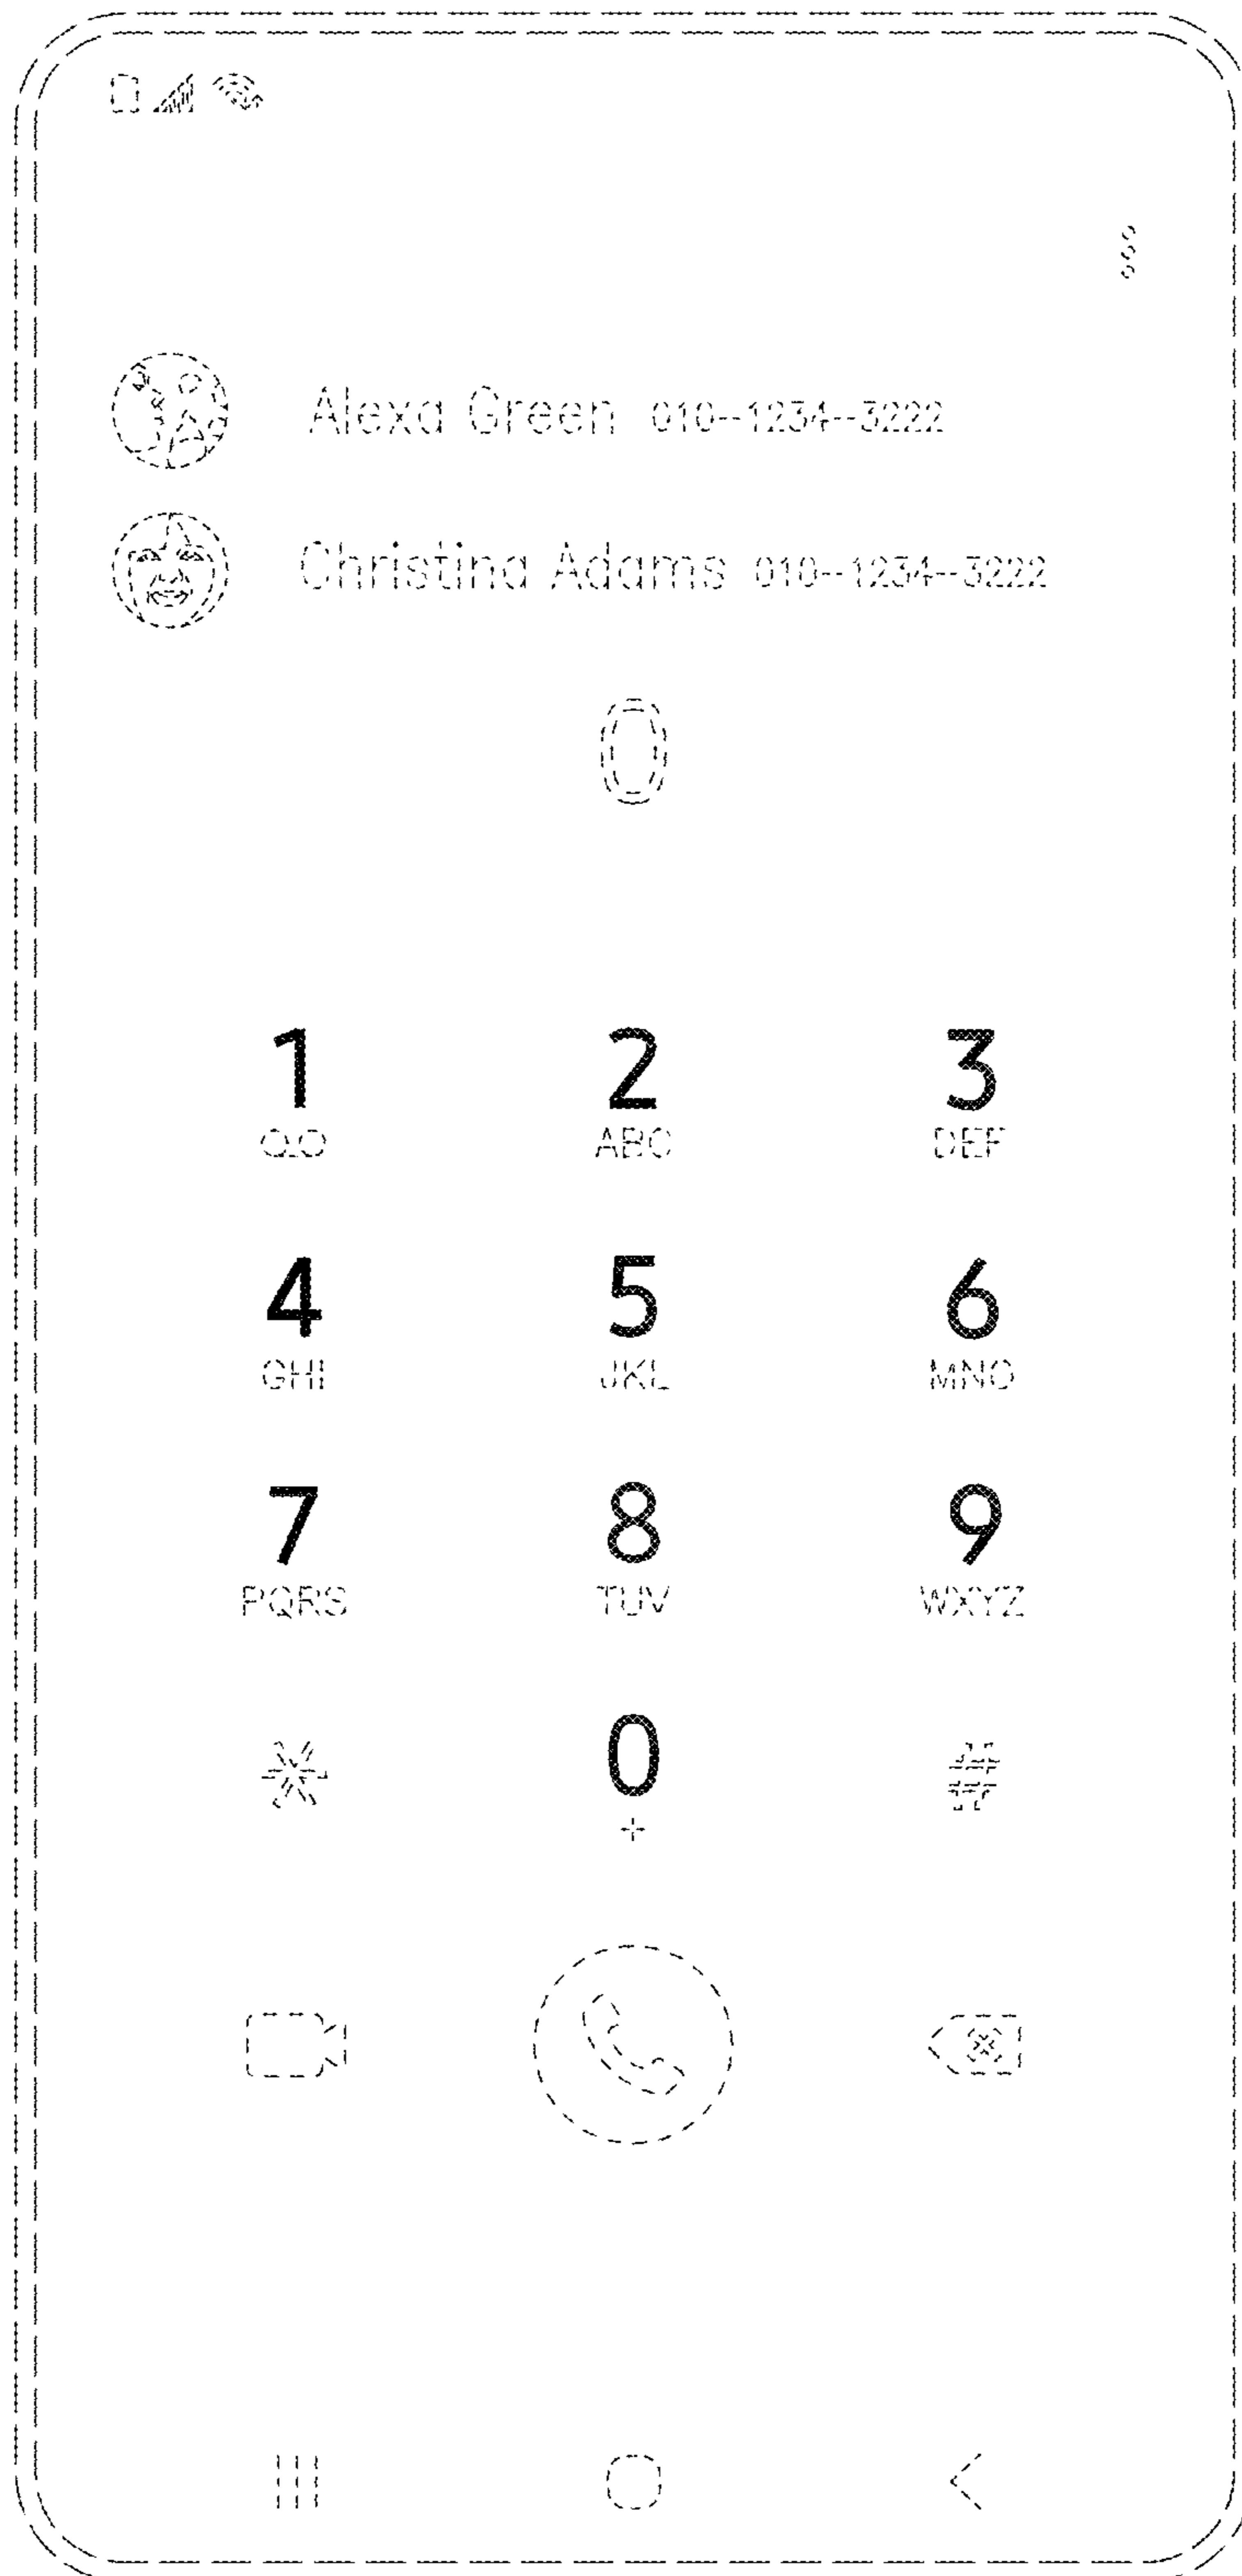 Alexa Green 010--1234--3222
Christina Adams 010--1234--3222
0
1 2 3
ABC DEF
4 5 6
GHI JKL MNO
7 8 9
PQRS TUV WXYZ
* 0 #
+